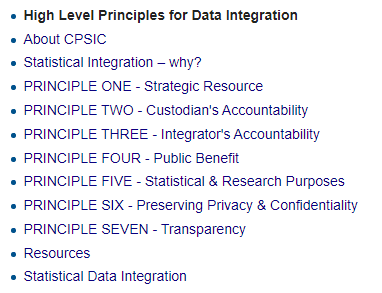 High Level Principles for Data Integration
About CPSIC
Statistical Integration – why?
PRINCIPLE ONE - Strategic Resource
PRINCIPLE TWO - Custodian's Accountability
PRINCIPLE THREE - Integrator's Accountability
PRINCIPLE FOUR - Public Benefit
PRINCIPLE FIVE - Statistical & Research Purposes
PRINCIPLE SIX - Preserving Privacy & Confidentiality
PRINCIPLE SEVEN - Transparency
Resources
Statistical Data Integration